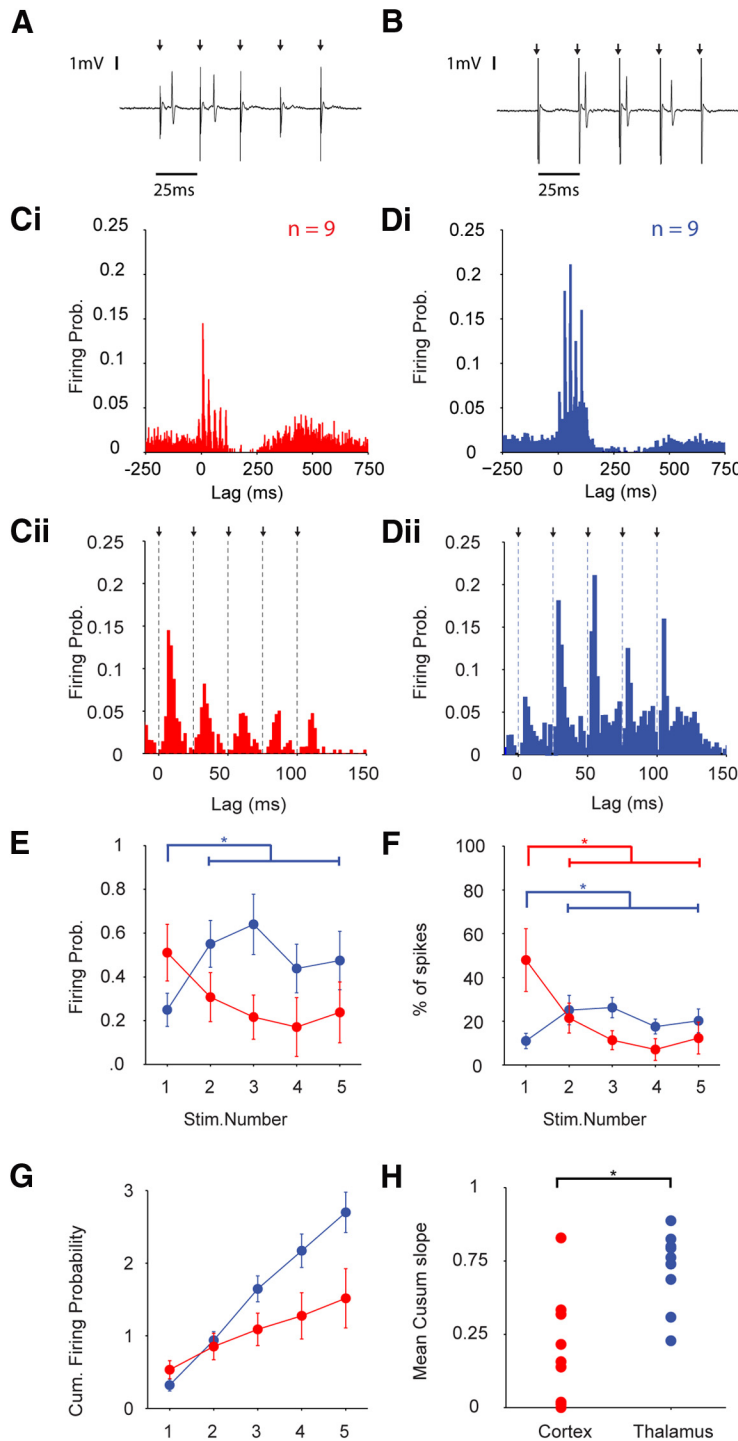 A
B
1mV
1mV
25ms
25ms
Ci
Di
n = 9
n = 9
0.25
0.2
0.15
0.1
0.05
0
Firing Prob.
-250
0
250
500
750
Lag (ms)
0.25
0.2
0.15
0.1
0.05
0
Firing Prob.
-250
0
250
500
750
Lag (ms)
Cii
Dii
0.25
0.2
0.15
0.1
0.05
0
Firing Prob.
0
50
100
150
Lag (ms)
0.25
0.2
0.15
0.1
0.05
0
Firing Prob.
0
50
100
150
Lag (ms)
E
F
1
0.8
0.6
0.4
0.2
.0
Firing Prob.
*
1
2
3
4
5
Stim.Number
100
80
60
40
20
0
% of spikes
*
*
1
2
3
4
5
Stim.Number
G
H
3
2
1
0
Cum. Firing Probability
1
2
3
4
5
1
0.75
0.25
0
Mean Cusum slope
*
Cortex
Thalamus